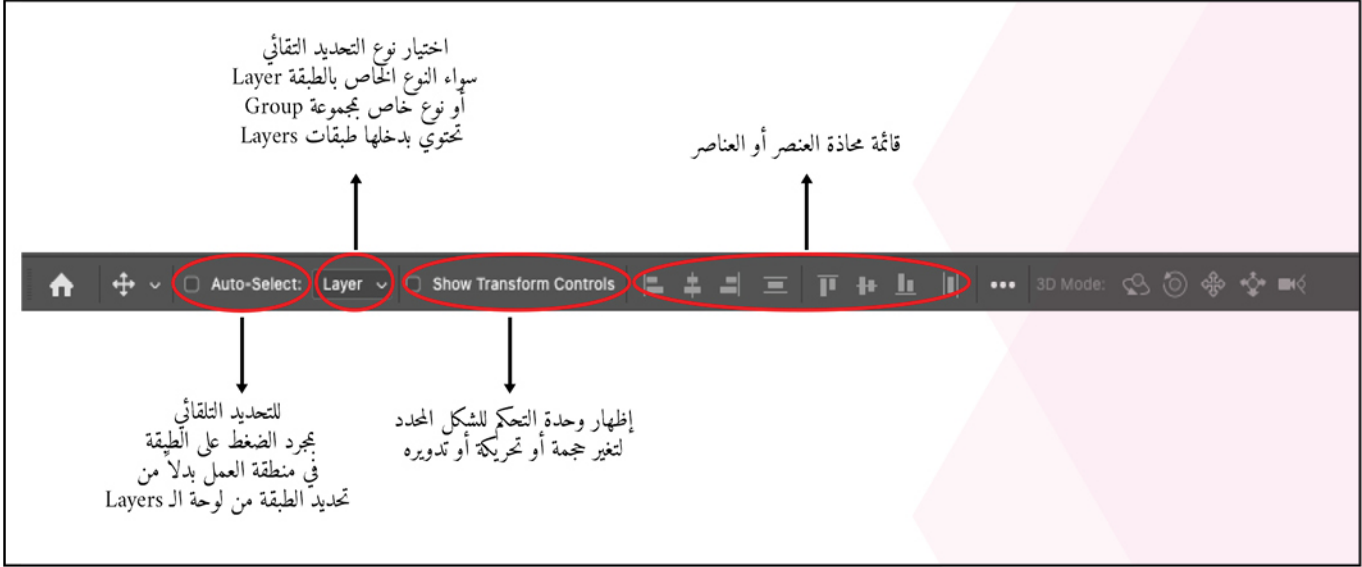 اختيار نوع التحديد التقائي
سواء النوع الخاص بالطبقة Layer
أو نوع خاص بمجموعة Group
تحتوي بدخلها طبقات Layers
قائمة محاذة العنصر أو العناصر
Auto-Select: Layer Show Transform Controls 3D Mode:
للتحديد التلقائي
بمجرد الضغط على الطبقة
في منطقة العمل بدلاً من
تحديد الطبقة من لوحة الـ Layers
إظهار وحدة التحكم للشكل المحدد
لتغير حجمة أو تحريكة أو تدويره